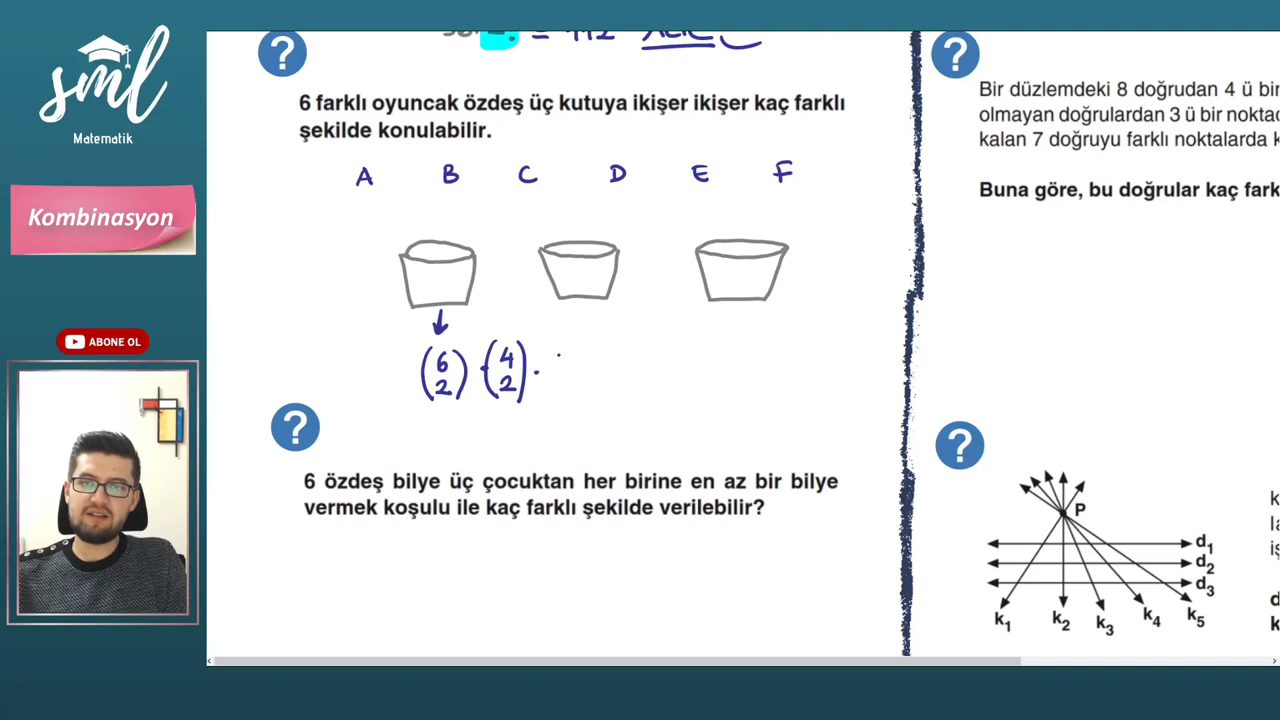 sml
Matematik
Kombinasyon
ABONE OL
6 farklı oyuncak özdeş üç kutuya ikişer ikişer kaç farklı
şekilde konulabilir.
A B C D E F
(6 2) · (4 2) ·
6 özdeş bilye üç çocuktan her birine en az bir bilye
vermek koşulu ile kaç farklı şekilde verilebilir?
Bir düzlemdeki 8 doğrudan 4 ü bir
olmayan doğrulardan 3 ü bir
kalan 7 doğruyu farklı noktalarda
Buna göre, bu doğrular kaç
P
d1
d2
d3
k1 k2 k3 k4 k5